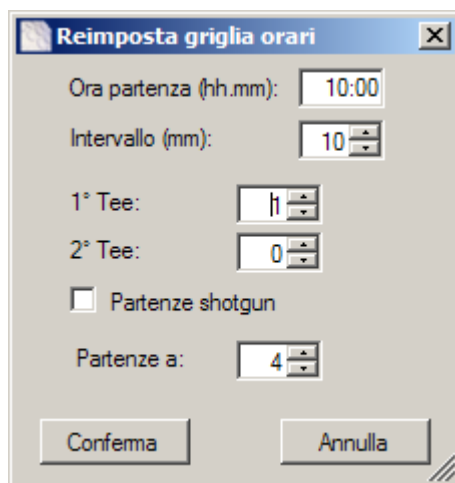 Reimposta griglia orari
Ora partenza (hh.mm): 10:00
Intervallo (mm): 10
1° Tee: 1
2° Tee: 0
Partenze shotgun
Partenze a: 4
Conferma Annulla